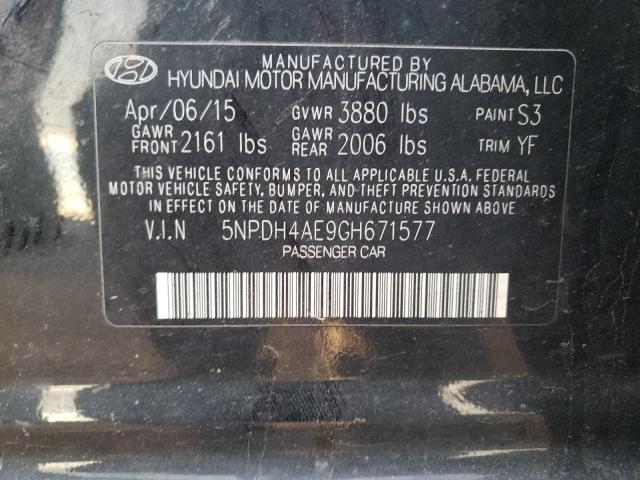 MANUFACTURED BY
HYUNDAI MOTOR MANUFACTURING ALABAMA, LLC
Apr/06/15 GVWR 3880 lbs PAINT S3
GAWR FRONT 2161 lbs GAWR REAR 2006 lbs TRIM YF
THIS VEHICLE CONFORMS TO ALL APPLICABLE U.S.A. FEDERAL
MOTOR VEHICLE SAFETY, BUMPER, AND THEFT PREVENTION STANDARDS
IN EFFECT ON THE DATE OF MANUFACTURE SHOWN ABOVE.
V.I.N 5NPDH4AE9GH671577
PASSENGER CAR